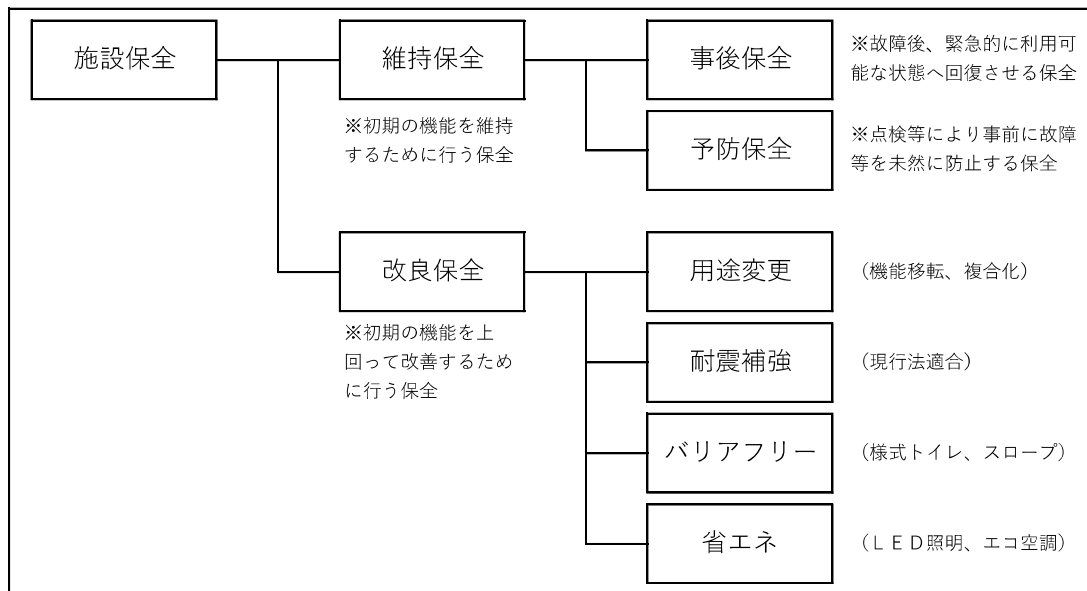 施設保全
維持保全
※初期の機能を維持
するために行う保全
事後保全
※故障後、緊急的に利用可
能な状態へ回復させる保全
予防保全
※点検等により事前に故障
等を未然に防止する保全
改良保全
※初期の機能を上
回って改善するため
に行う保全
用途変更
（機能移転、複合化）
耐震補強
（現行法適合）
バリアフリー
（様式トイレ、スロープ）
省エネ
（ＬＥＤ照明、エコ空調）